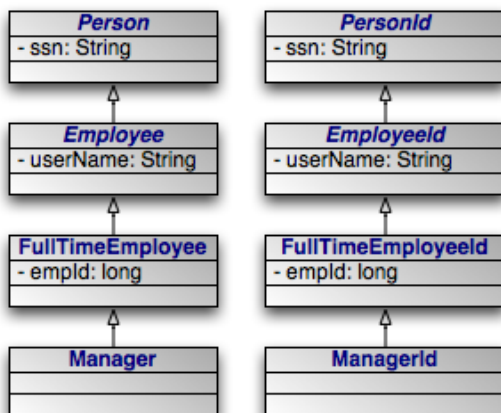 Person
- ssn: String
Employee
- userName: String
FullTimeEmployee
- empId: long
Manager
PersonId
- ssn: String
EmployeeId
- userName: String
FullTimeEmployeeId
- empId: long
ManagerId